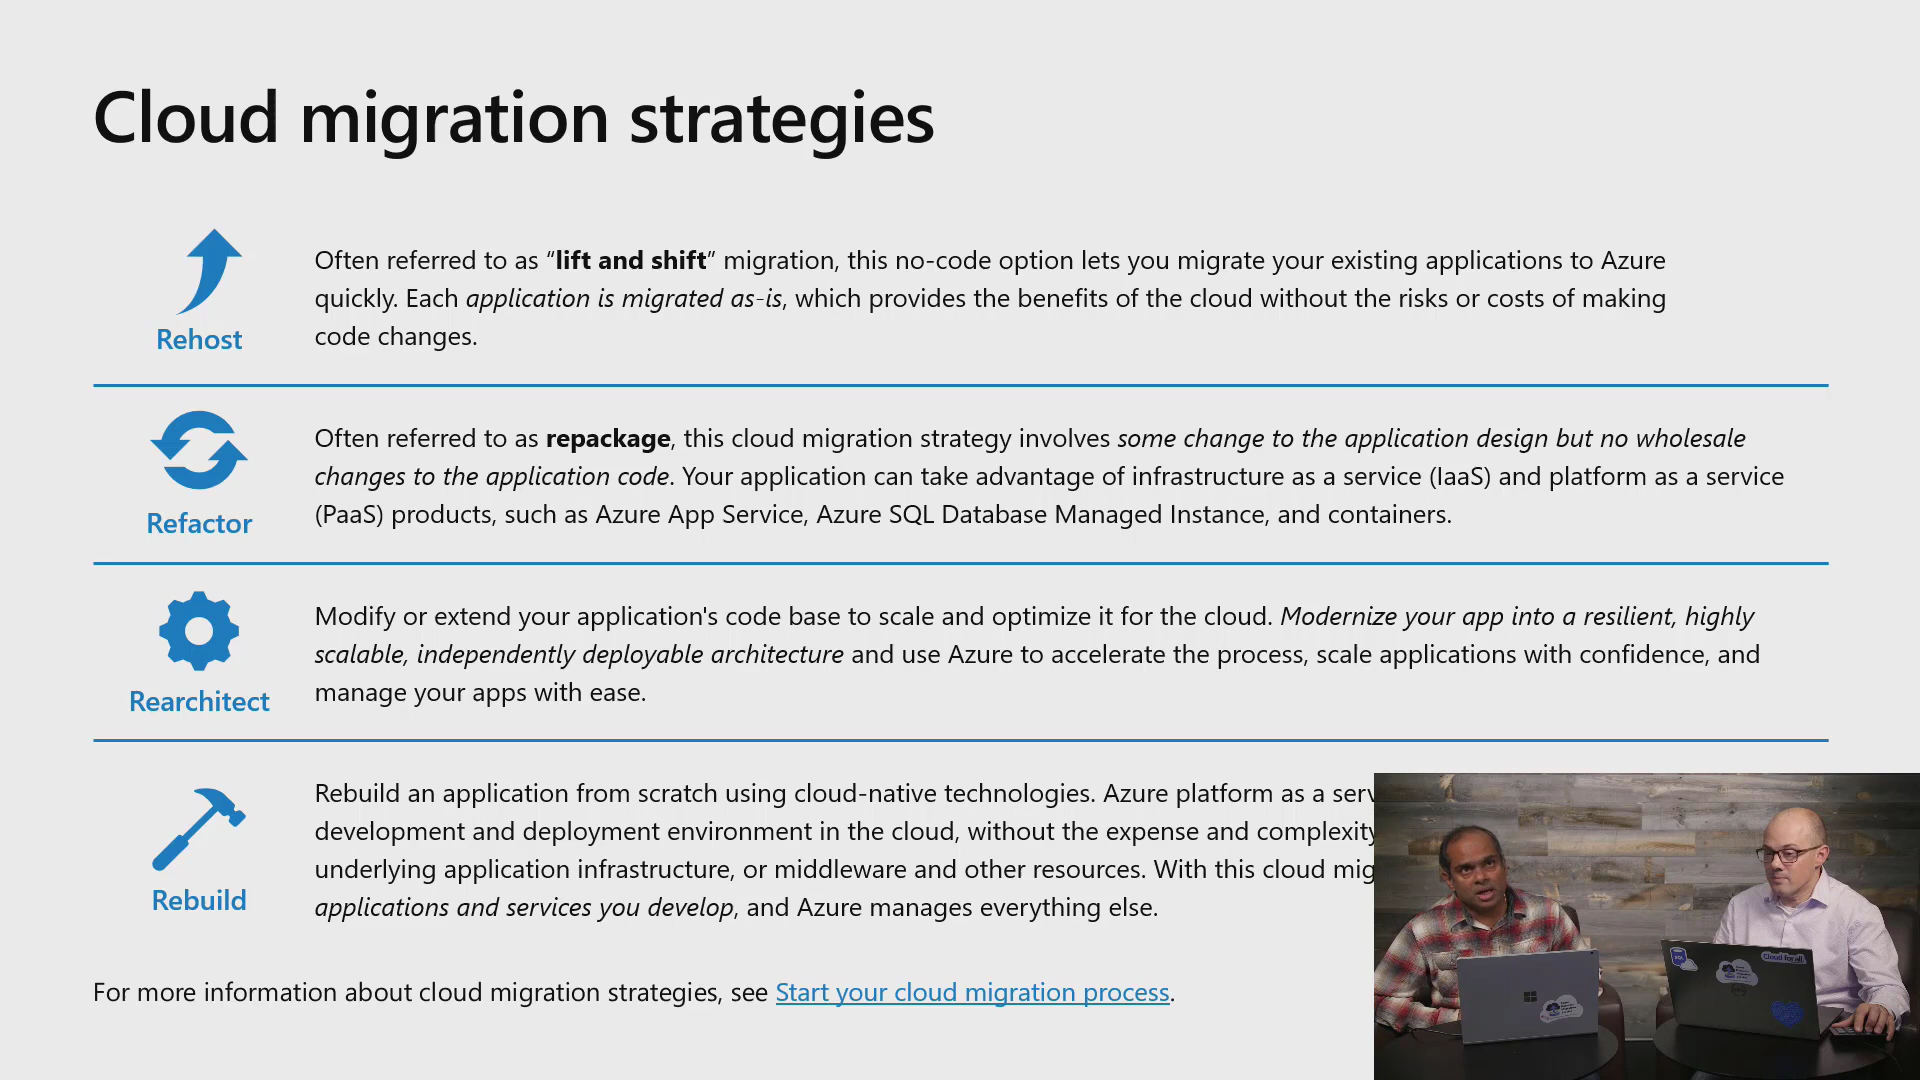 Cloud migration strategies
Often referred to as “lift and shift” migration, this no-code option lets you migrate your existing applications to Azure
quickly. Each application is migrated as-is, which provides the benefits of the cloud without the risks or costs of making
code changes.
Rehost
Often referred to as repackage, this cloud migration strategy involves some change to the application design but no wholesale
changes to the application code. Your application can take advantage of infrastructure as a service (IaaS) and platform as a service
(PaaS) products, such as Azure App Service, Azure SQL Database Managed Instance, and containers.
Refactor
Modify or extend your application's code base to scale and optimize it for the cloud. Modernize your app into a resilient, highly
scalable, independently deployable architecture and use Azure to accelerate the process, scale applications with confidence, and
manage your apps with ease.
Rearchitect
Rebuild an application from scratch using cloud-native technologies. Azure platform as a serv
development and deployment environment in the cloud, without the expense and complexity
underlying application infrastructure, or middleware and other resources. With this cloud mig
applications and services you develop, and Azure manages everything else.
Rebuild
For more information about cloud migration strategies, see Start your cloud migration process.
SQL
Cloud for all